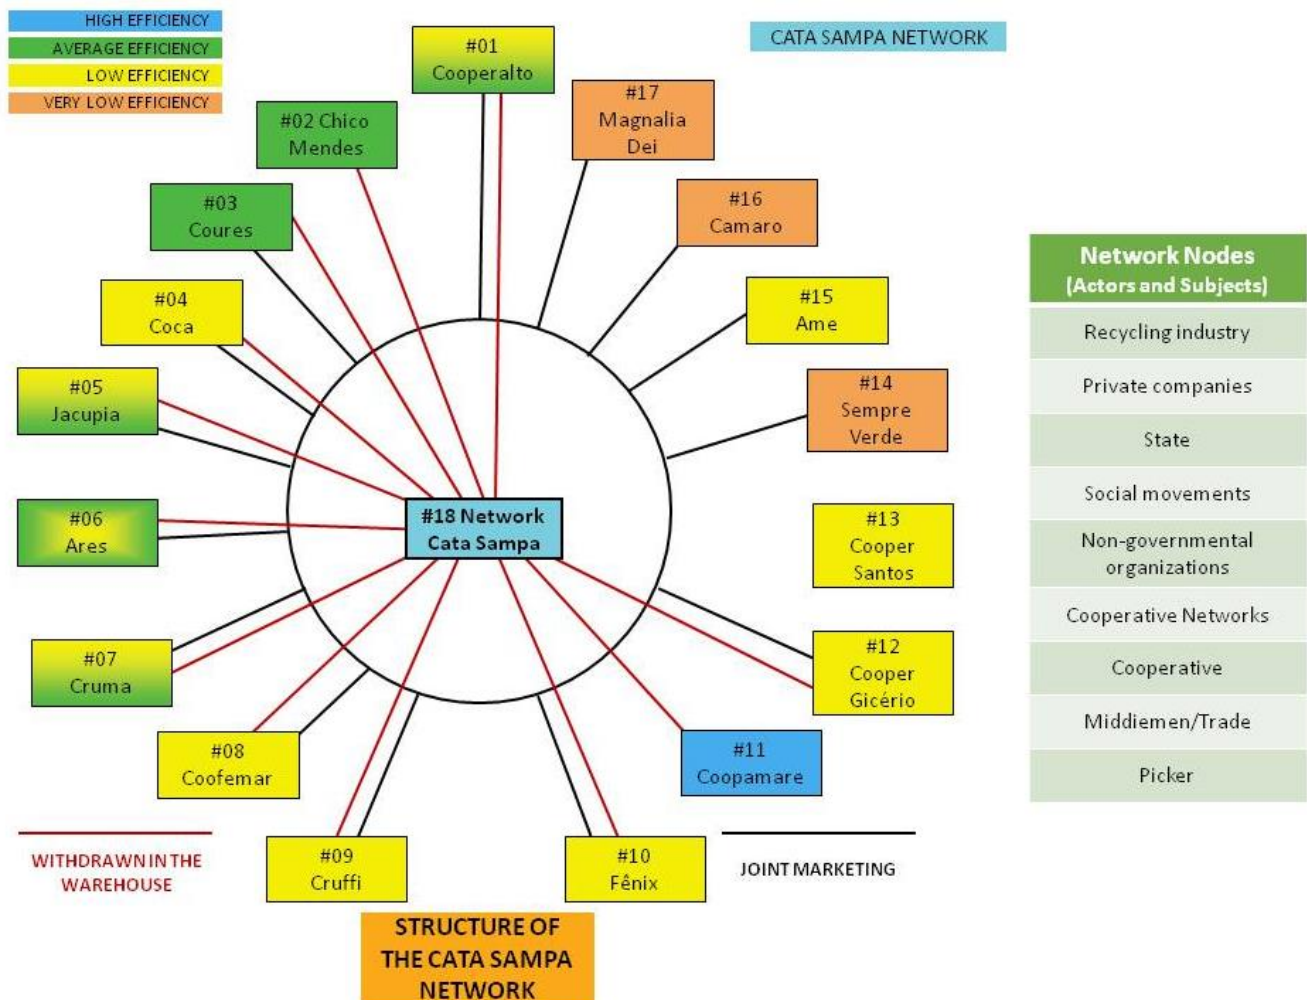 HIGH EFFICIENCY
AVERAGE EFFICIENCY
LOW EFFICIENCY
VERY LOW EFFICIENCY
CATA SAMPA NETWORK
#01
Cooperalto
#02 Chico
Mendes
#03
Coures
#04
Coca
#05
Jacupia
#06
Ares
#07
Cruma
#08
Coofemar
#09
Cruffi
#10
Fênix
#11
Coopamare
#12
Cooper
Gicério
#13
Cooper
Santos
#14
Sempre
Verde
#15
Ame
#16
Camaro
#17
Magnalia
Dei
#18 Network
Cata Sampa
WITHDRAWN IN THE
WAREHOUSE
JOINT MARKETING
STRUCTURE OF
THE CATA SAMPA
NETWORK
Network Nodes
(Actors and Subjects)
Recycling industry
Private companies
State
Social movements
Non-governmental
organizations
Cooperative Networks
Cooperative
Middiemen/Trade
Picker